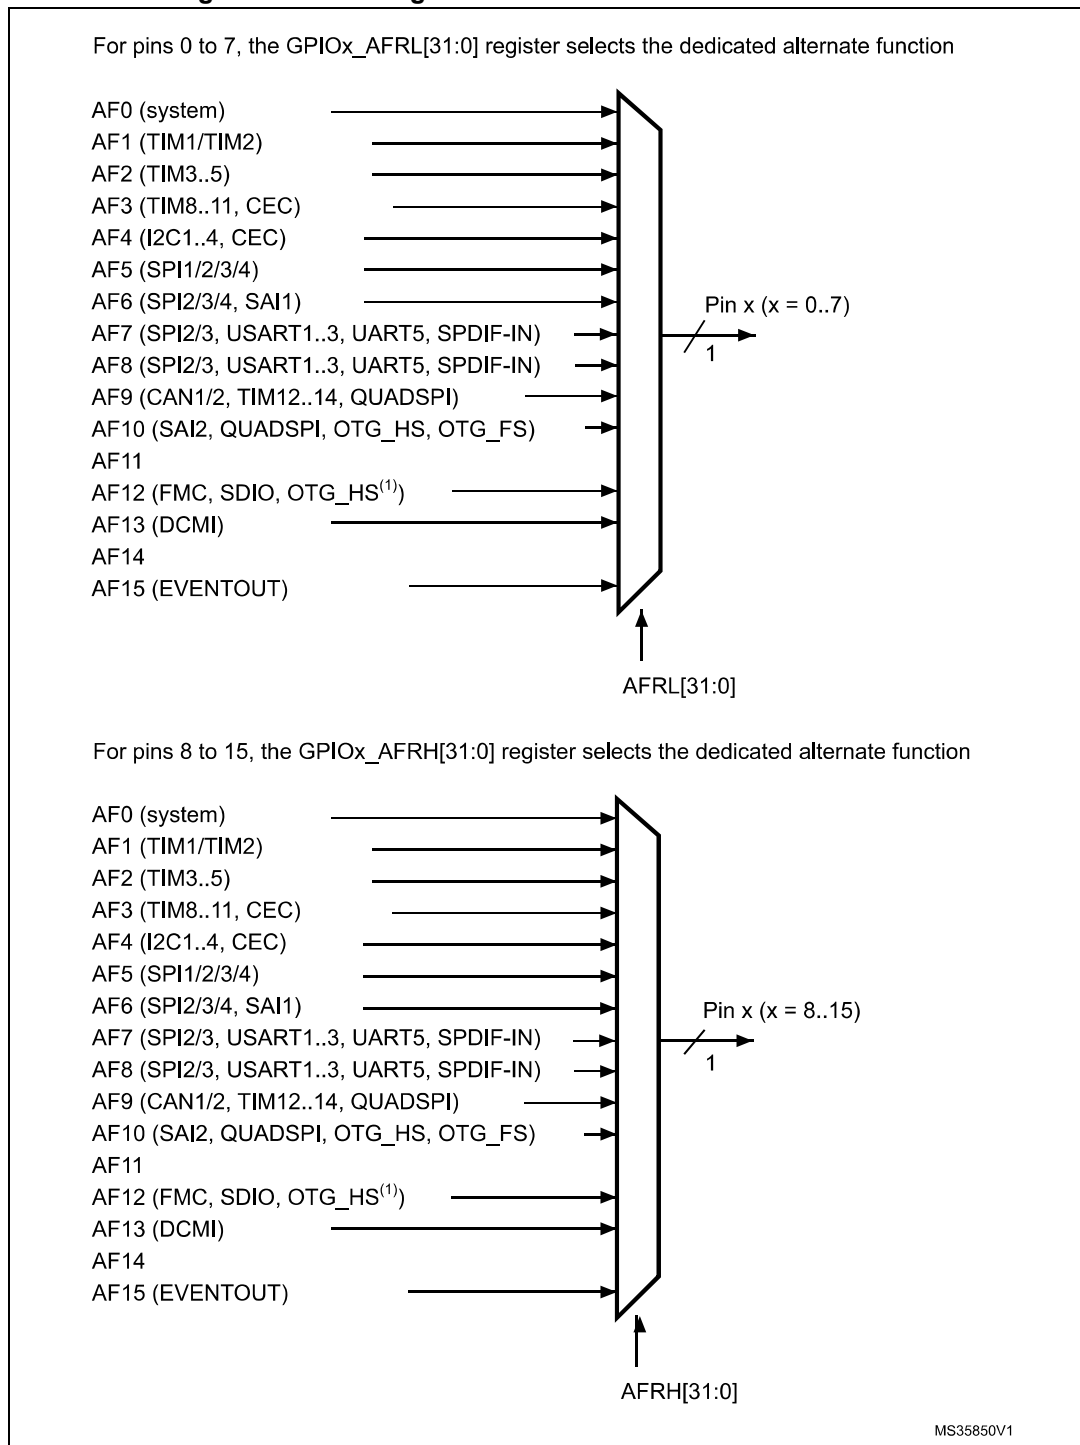 For pins 0 to 7, the GPIOx_AFRL[31:0] register selects the dedicated alternate function
AF0 (system)
AF1 (TIM1/TIM2)
AF2 (TIM3..5)
AF3 (TIM8..11, CEC)
AF4 (I2C1..4, CEC)
AF5 (SPI1/2/3/4)
AF6 (SPI2/3/4, SAI1)
Pin x (x = 0..7)
AF7 (SPI2/3, USART1..3, UART5, SPDIF-IN)
1
AF8 (SPI2/3, USART1..3, UART5, SPDIF-IN)
AF9 (CAN1/2, TIM12..14, QUADSPI)
AF10 (SAI2, QUADSPI, OTG_HS, OTG_FS)
AF11
AF12 (FMC, SDIO, OTG_HS(1))
AF13 (DCMI)
AF14
AF15 (EVENTOUT)
AFRL[31:0]
For pins 8 to 15, the GPIOx_AFRH[31:0] register selects the dedicated alternate function
AF0 (system)
AF1 (TIM1/TIM2)
AF2 (TIM3..5)
AF3 (TIM8..11, CEC)
AF4 (I2C1..4, CEC)
AF5 (SPI1/2/3/4)
AF6 (SPI2/3/4, SAI1)
Pin x (x = 8..15)
AF7 (SPI2/3, USART1..3, UART5, SPDIF-IN)
1
AF8 (SPI2/3, USART1..3, UART5, SPDIF-IN)
AF9 (CAN1/2, TIM12..14, QUADSPI)
AF10 (SAI2, QUADSPI, OTG_HS, OTG_FS)
AF11
AF12 (FMC, SDIO, OTG_HS(1))
AF13 (DCMI)
AF14
AF15 (EVENTOUT)
AFRH[31:0]
MS35850V1